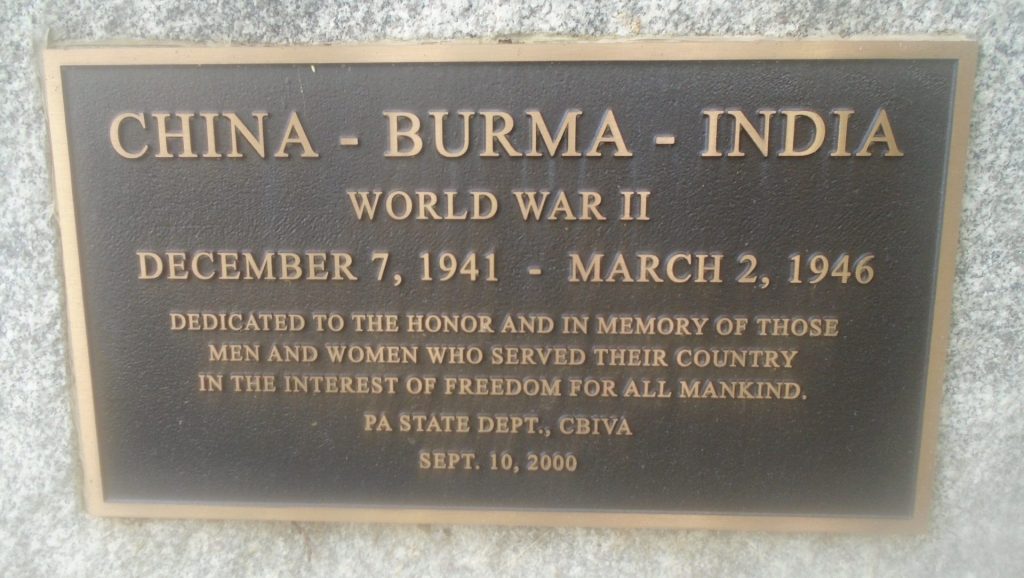 CHINA - BURMA - INDIA
WORLD WAR II
DECEMBER 7, 1941 - MARCH 2, 1946
DEDICATED TO THE HONOR AND IN MEMORY OF THOSE
MEN AND WOMEN WHO SERVED THEIR COUNTRY
IN THE INTEREST OF FREEDOM FOR ALL MANKIND.
PA STATE DEPT., CBIVA
SEPT. 10, 2000